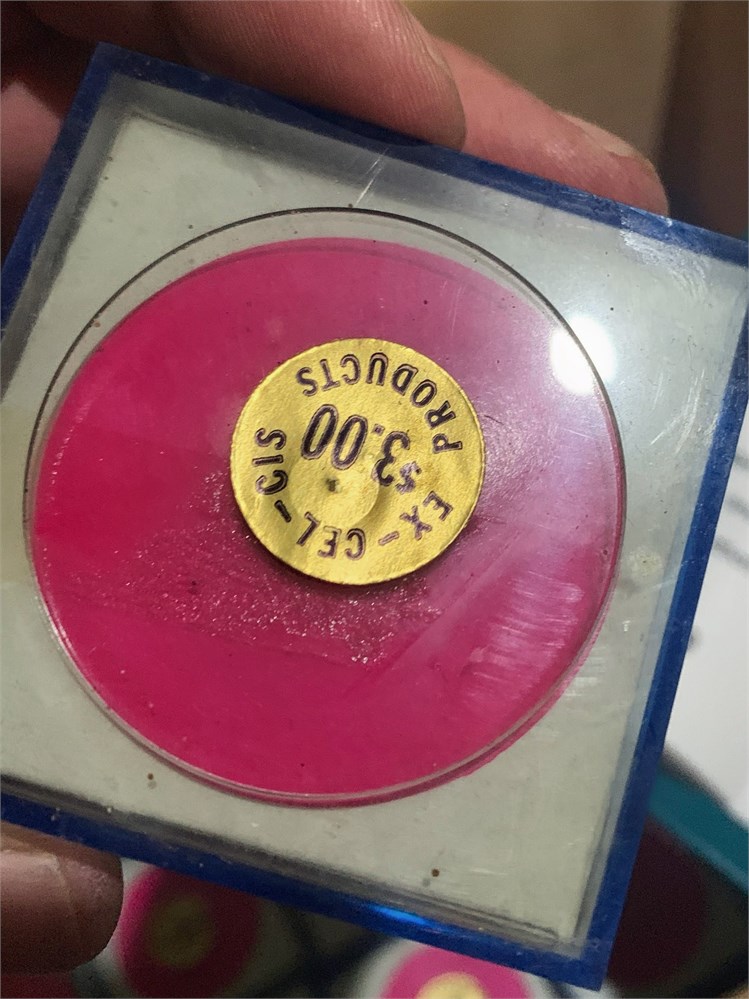 EX-CEL-CIS
PRODUCTS
$3.00